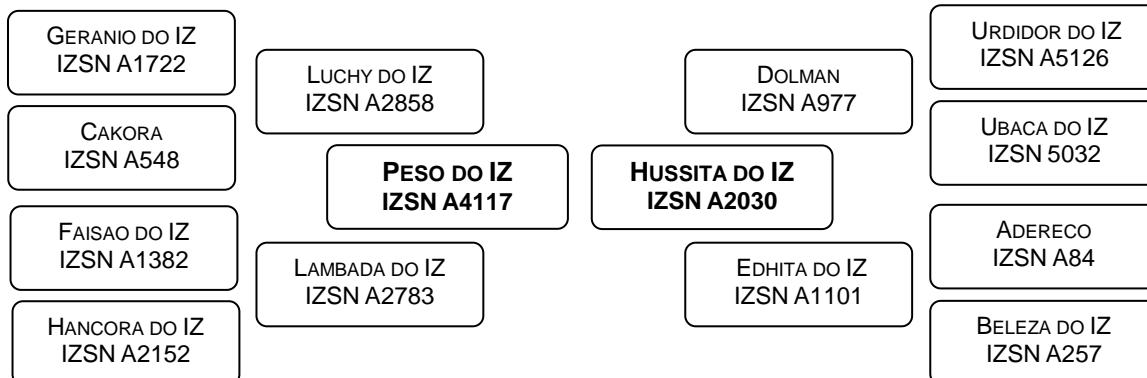 GERANIO DO IZ
IZSN A1722
CAKORA
IZSN A548
FAISAO DO IZ
IZSN A1382
HANCORA DO IZ
IZSN A2152
LUCHY DO IZ
IZSN A2858
LAMBADA DO IZ
IZSN A2783
PESO DO IZ
IZSN A4117
HUSSITA DO IZ
IZSN A2030
DOLMAN
IZSN A977
EDHITA DO IZ
IZSN A1101
URDIDOR DO IZ
IZSN A5126
UBACA DO IZ
IZSN 5032
ADERECO
IZSN A84
BELEZA DO IZ
IZSN A257